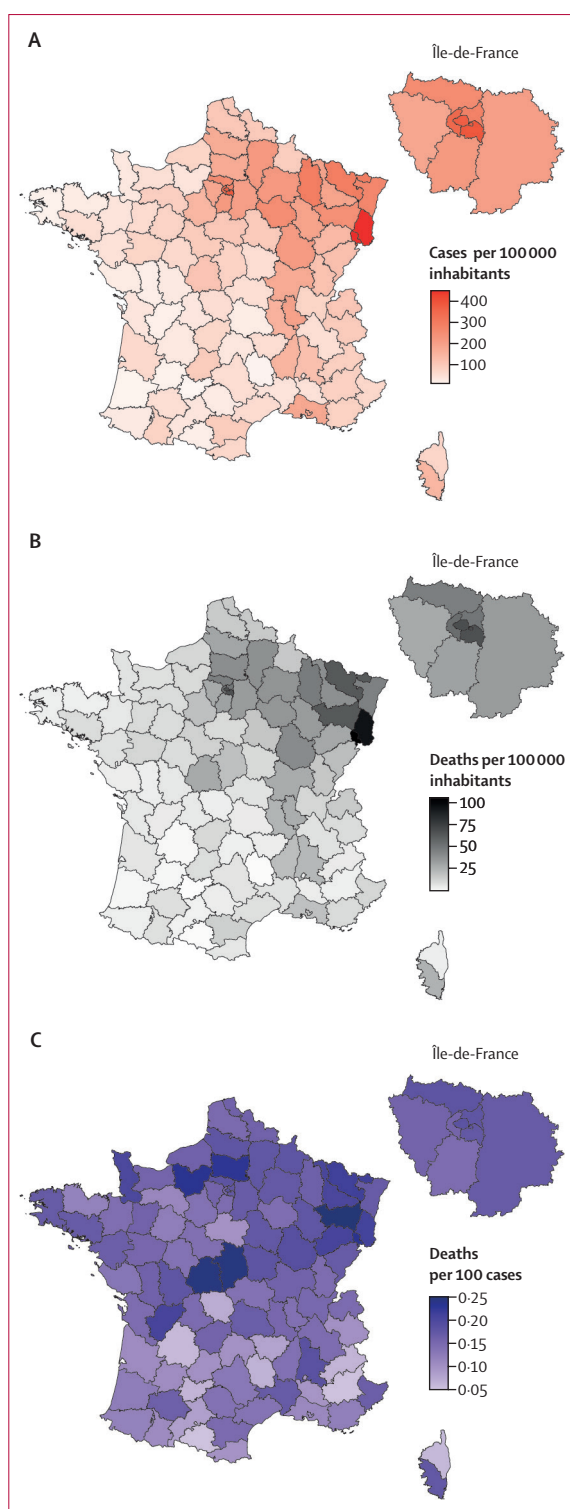 A
Île-de-France
Cases per 100 000
inhabitants
400
300
200
100
B
Île-de-France
Deaths per 100 000
inhabitants
100
75
50
25
C
Île-de-France
Deaths
per 100 cases
0·25
0·20
0·15
0·10
0·05